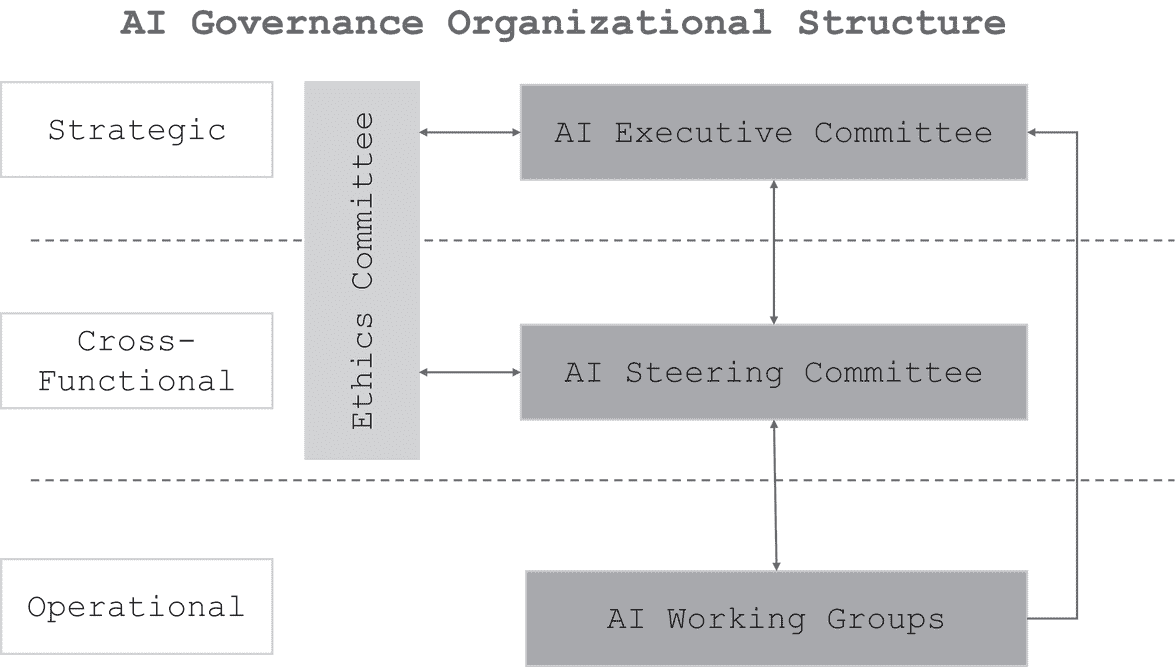 AI Governance Organizational Structure
Strategic
Ethics Committee
AI Executive Committee
Cross-
Functional
AI Steering Committee
Operational
AI Working Groups